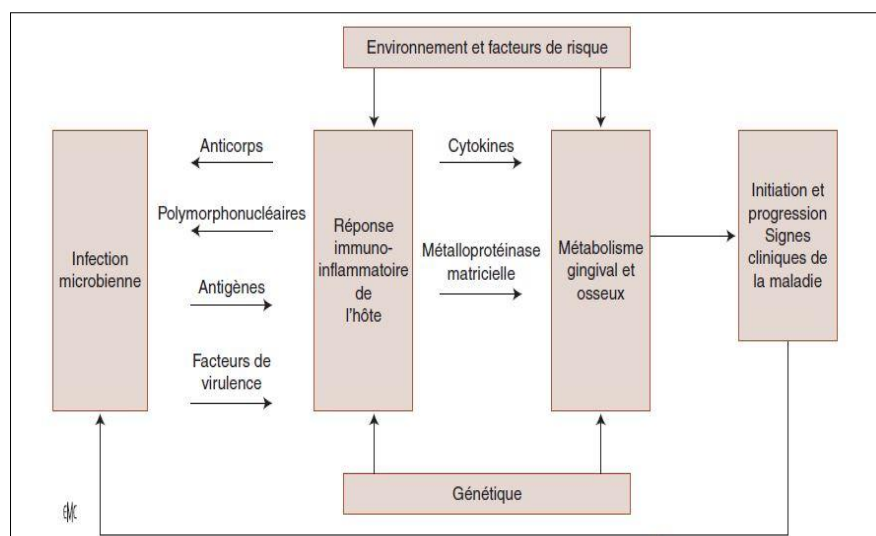 Environnement et facteurs de risque
Infection
microbienne
Anticorps
Polymorphonucléaires
Antigènes
Facteurs de
virulence
Réponse
immuno-
inflammatoire
de
l'hôte
Cytokines
Métalloprotéinase
matricielle
Métabolisme
gingival et
osseux
Initiation et
progression
Signes
cliniques de
la maladie
Génétique
EMC